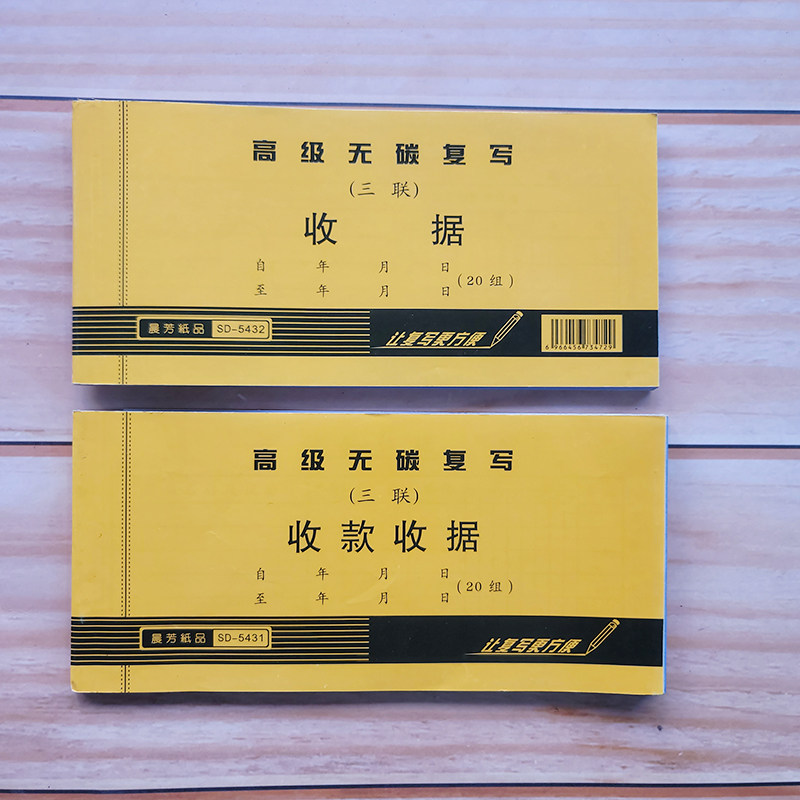 高级无碳复写
(三联)
收据
自 年 月 日
至 年 月 日
(20组)
晨芳紙品 SD-5432
让复写更方便
6966456734729
高级无碳复写
(三联)
收款收据
自 年 月 日
至 年 月 日
(20组)
晨芳紙品 SD-5431
让复写更方便